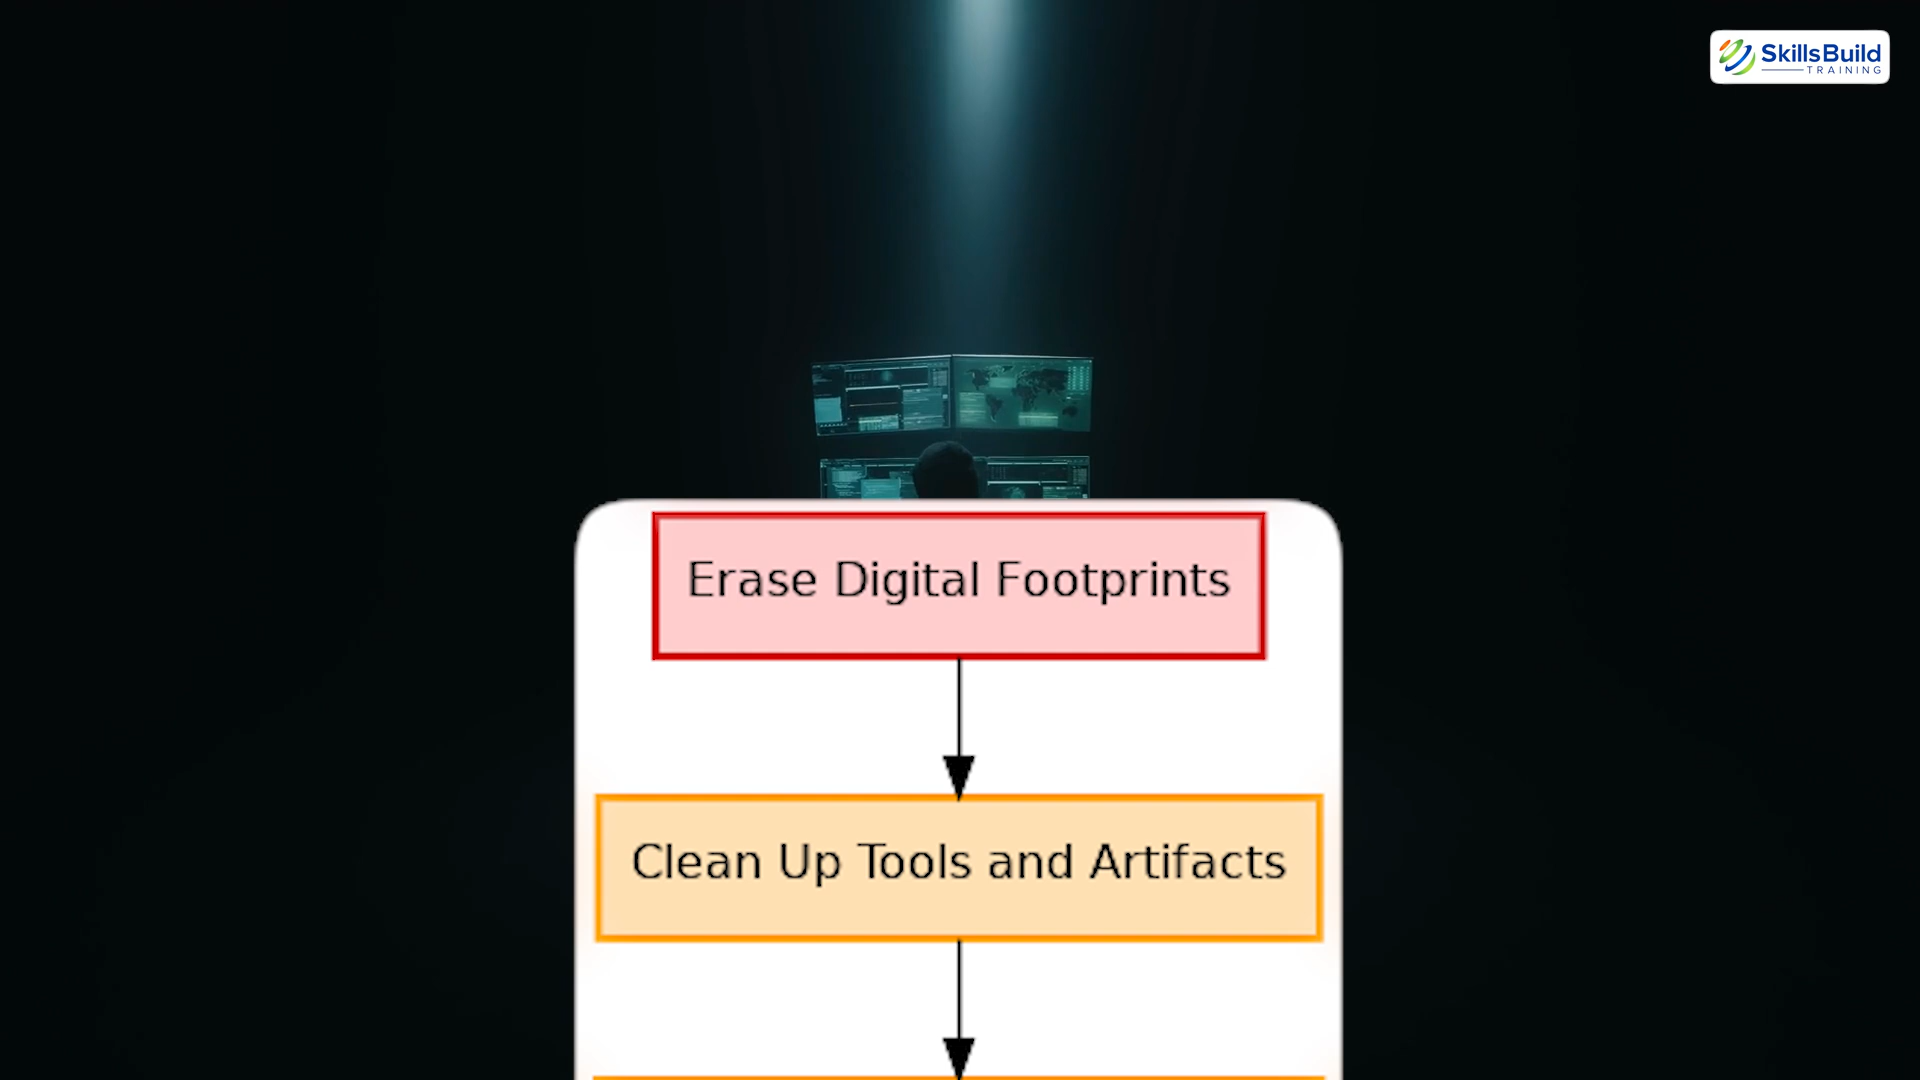 SkillsBuild
TRAINING
Erase Digital Footprints
Clean Up Tools and Artifacts